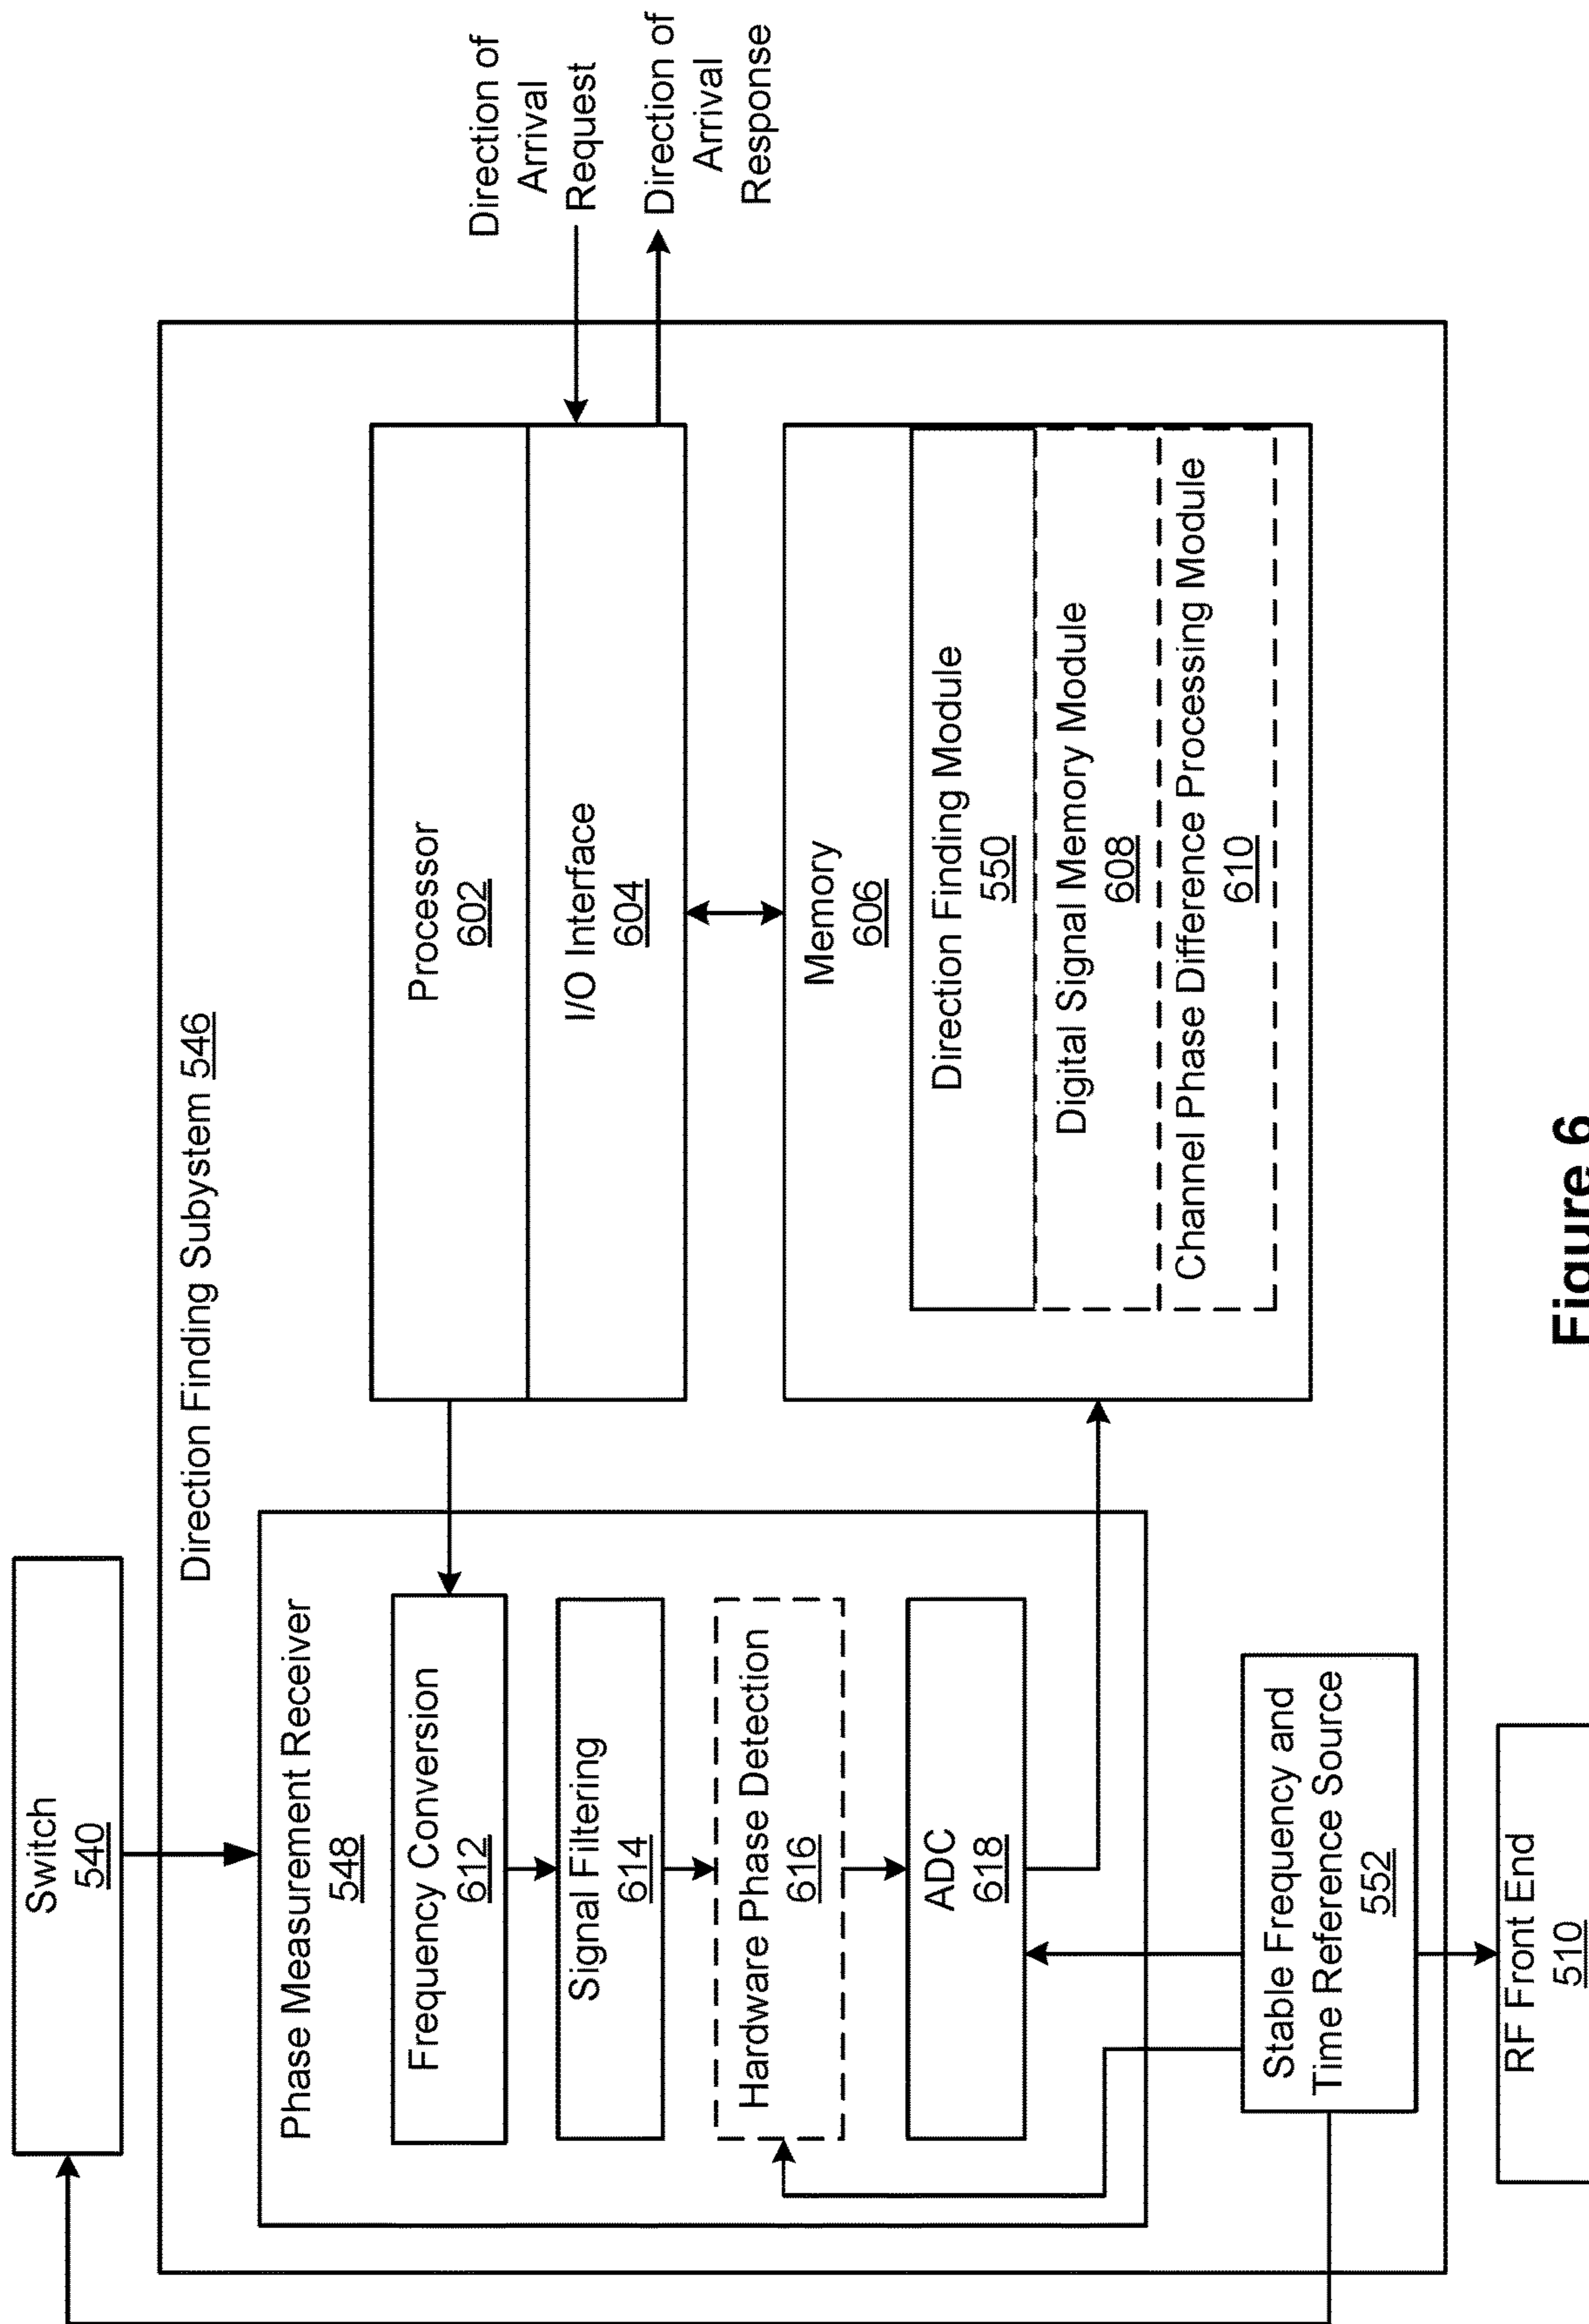 Switch
540
Direction Finding Subystem 546
Phase Measurement Receiver
548
Frequency Conversion
612
Signal Filtering
614
Hardware Phase Detection
616
ADC
618
Stable Frequency and
Time Reference Source
552
RF Front End
510
Processor
602
I/O Interface
604
Memory
606
Direction Finding Module
550
Digital Signal Memory Module
608
Channel Phase Difference Processing Module
610
Direction of
Arrival
Request
Direction of
Arrival
Response
Figure 6